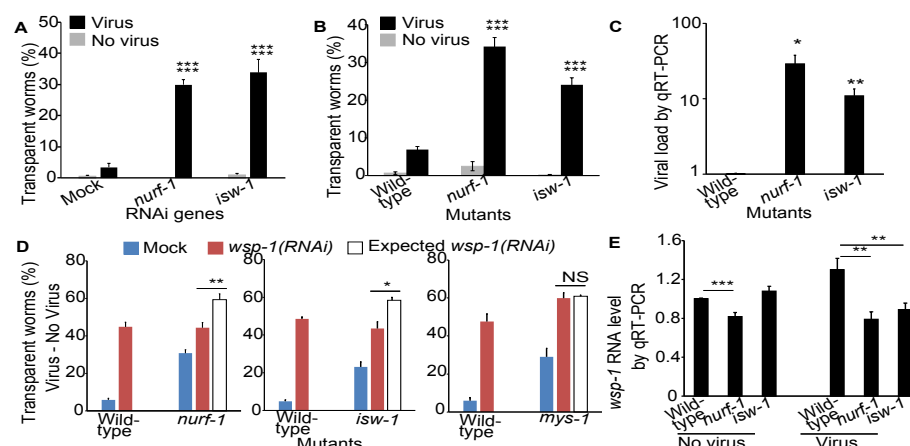 A
Virus
No virus
***
***
***
***
Transparent worms (%)
40
30
20
10
0
Mock
nurf-1
isw-1
RNAi genes
B
Virus
No virus
***
***
***
***
Transparent worms (%)
40
30
20
10
0
Wild-
type
nurf-1
isw-1
Mutants
C
*
**
Viral load by qRT-PCR
100
10
1
Wild-
type
nurf-1
isw-1
Mutants
D
Mock
wsp-1(RNAi)
Expected wsp-1(RNAi)
Transparent worms (%)
Virus - No Virus
80
60
40
20
0
**
Wild-
type
nurf-1
60
40
20
0
*
Wild-
type
isw-1
60
40
20
0
NS
Wild-
type
mys-1
Mutants
E
wsp-1 RNA level
by qRT-PCR
1.6
1.2
0.8
0.4
0
***
**
**
Wild-
type
nurf-1
isw-1
No virus
Wild-
type
nurf-1
isw-1
Virus